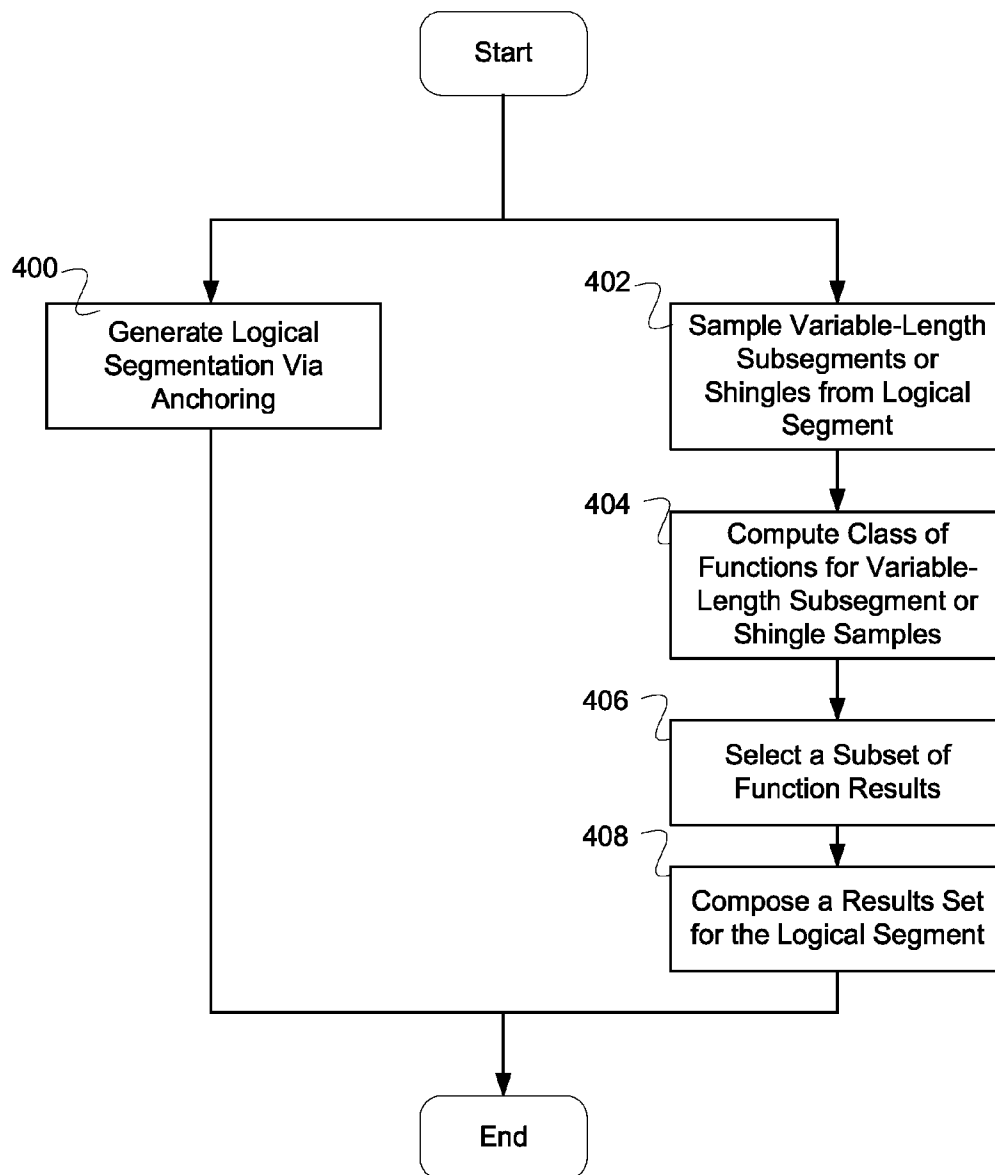 Start
400
Generate Logical
Segmentation Via
Anchoring
402
Sample Variable-Length
Subsegments or
Shingles from Logical
Segment
404
Compute Class of
Functions for Variable-
Length Subsegment or
Shingle Samples
406
Select a Subset of
Function Results
408
Compose a Results Set
for the Logical Segment
End